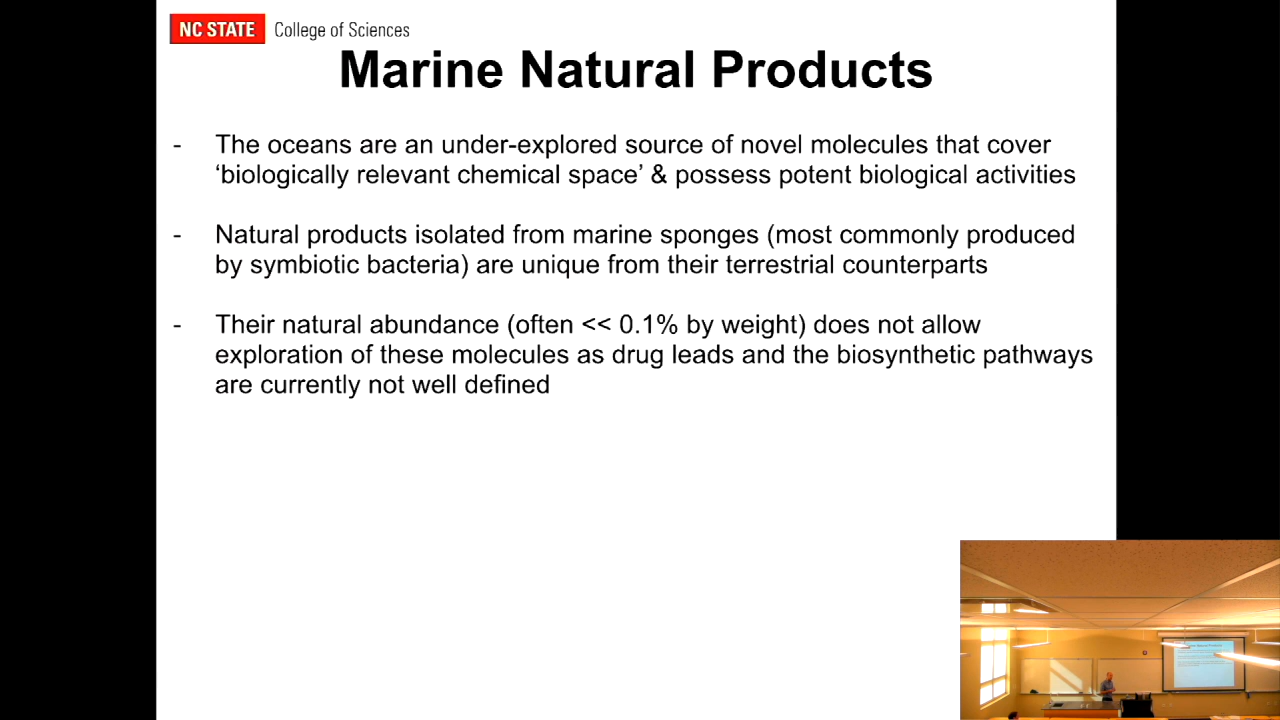 NC STATE College of Sciences
Marine Natural Products
- The oceans are an under-explored source of novel molecules that cover
‘biologically relevant chemical space’ & possess potent biological activities
- Natural products isolated from marine sponges (most commonly produced
by symbiotic bacteria) are unique from their terrestrial counterparts
- Their natural abundance (often << 0.1% by weight) does not allow
exploration of these molecules as drug leads and the biosynthetic pathways
are currently not well defined